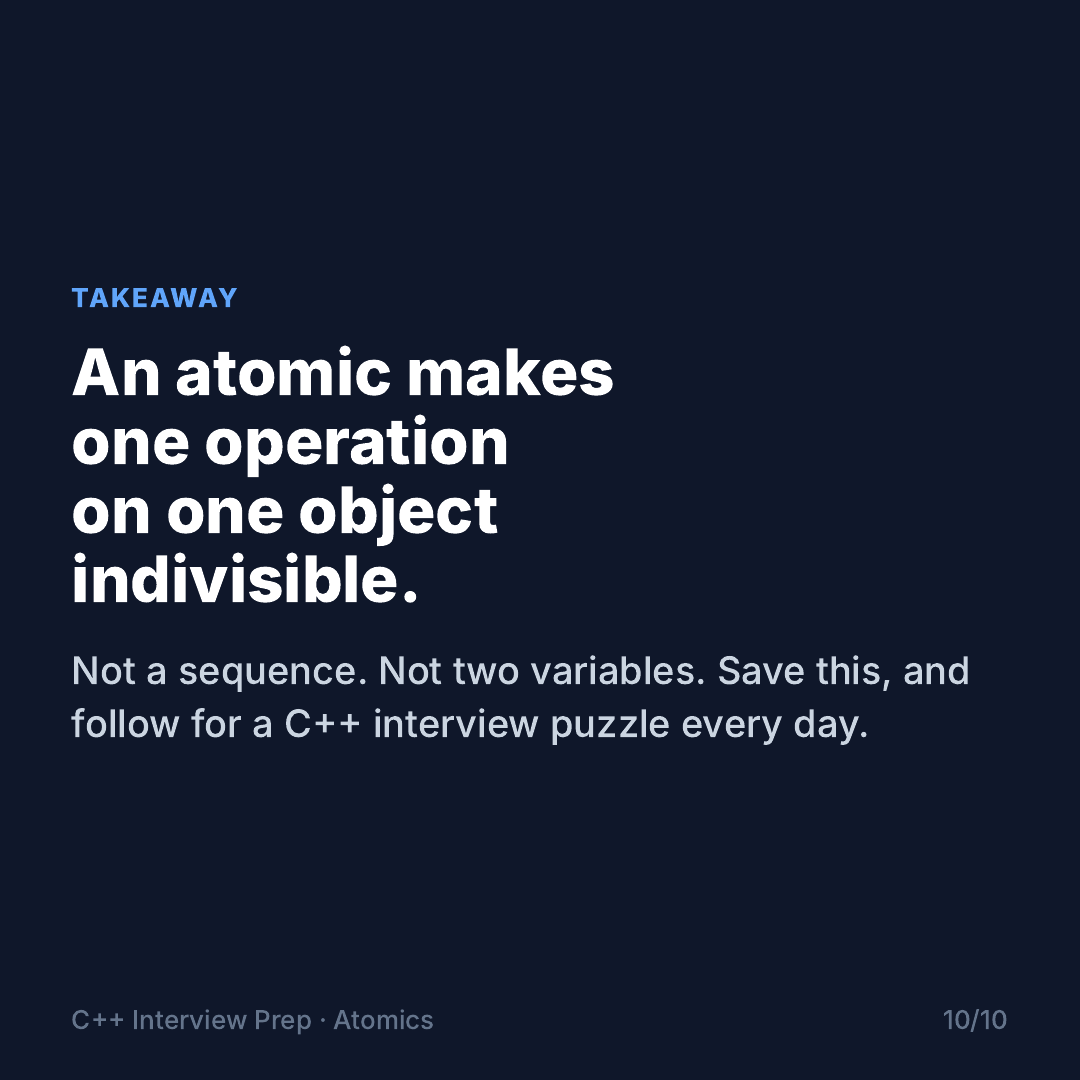 TAKEAWAY
An atomic makes
one operation
on one object
indivisible.
Not a sequence. Not two variables. Save this, and
follow for a C++ interview puzzle every day.
C++ Interview Prep · Atomics
10/10